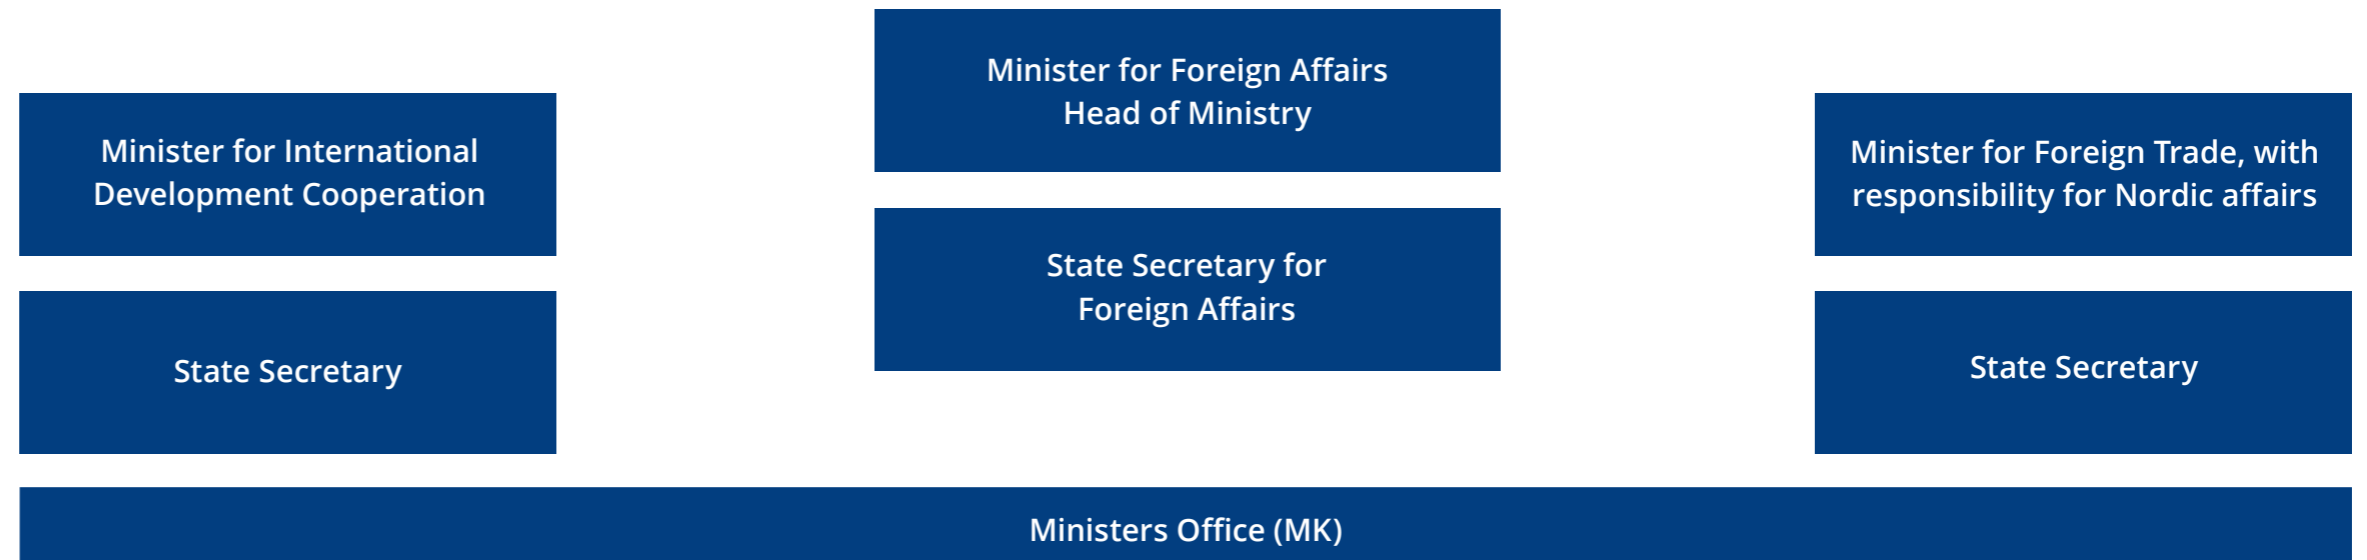 Minister for Foreign Affairs
Head of Ministry
Minister for International
Development Cooperation
Minister for Foreign Trade, with
responsibility for Nordic affairs
State Secretary for
Foreign Affairs
State Secretary
State Secretary
Ministers Office (MK)